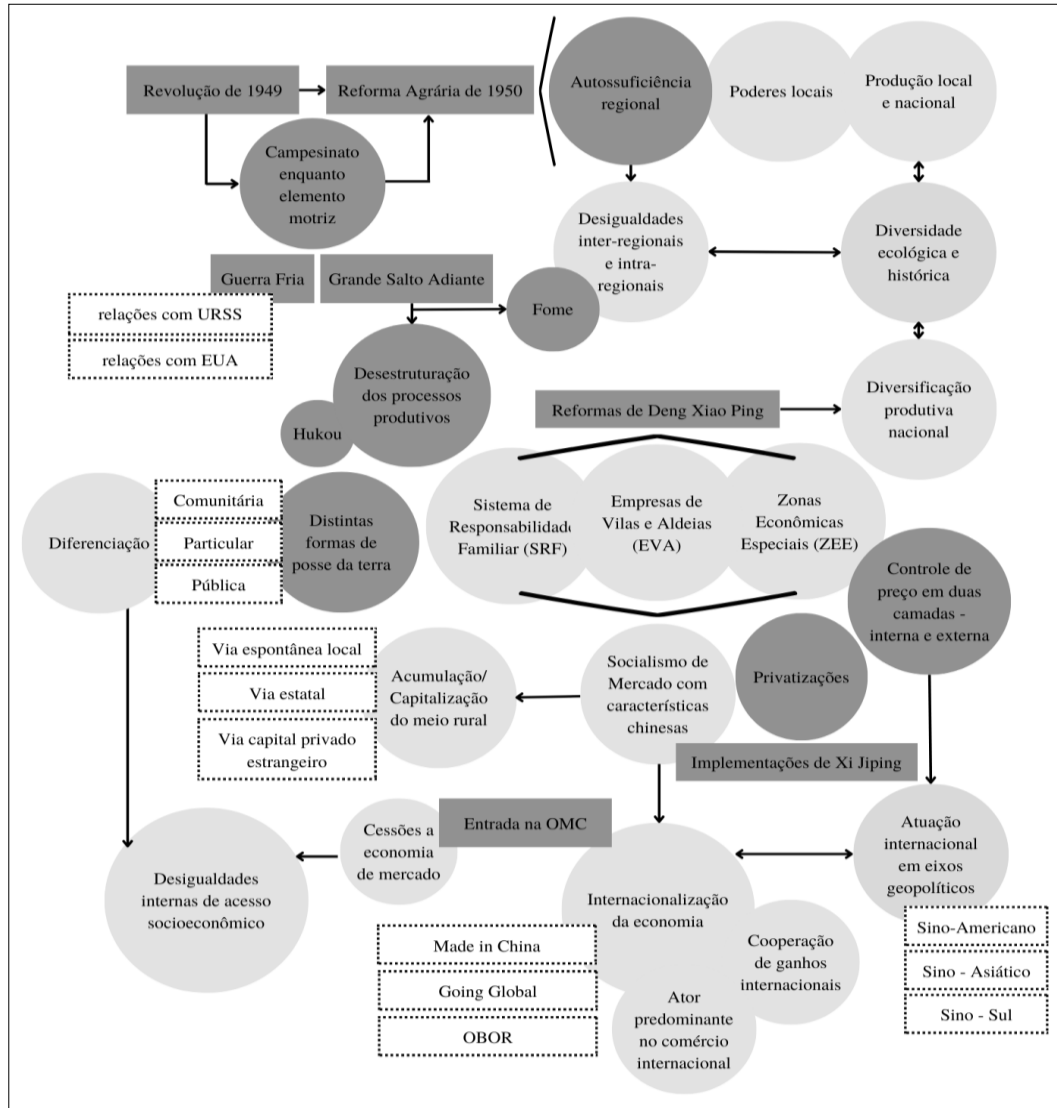 Revolução de 1949
Reforma Agrária de 1950
Autossuficiência
regional
Poderes locais
Produção local
e nacional
Campesinato
enquanto
elemento
motriz
Desigualdades
inter-regionais
e intra-
regionais
Diversidade
ecológica e
histórica
Guerra Fria
Grande Salto Adiante
relações com URSS
relações com EUA
Fome
Desestruturação
dos processos
produtivos
Hukou
Reformas de Deng Xiao Ping
Diversificação
produtiva
nacional
Diferenciação
Comunitária
Particular
Pública
Distintas
formas de
posse da terra
Sistema de
Responsabilidade
Familiar (SRF)
Empresas de
Vilas e Aldeias
(EVA)
Zonas
Econômicas
Especiais (ZEE)
Controle de
preço em duas
camadas -
interna e externa
Via espontânea local
Via estatal
Via capital privado
estrangeiro
Acumulação/
Capitalização
do meio rural
Socialismo de
Mercado com
características
chinesas
Privatizações
Implementações de Xi Jiping
Desigualdades
internas de acesso
socioeconômico
Cessões a
economia
de mercado
Entrada na OMC
Internacionalização
da economia
Atuação
internacional
em eixos
geopolíticos
Made in China
Going Global
OBOR
Cooperação
de ganhos
internacionais
Ator
predominante
no comércio
internacional
Sino-Americano
Sino - Asiático
Sino - Sul